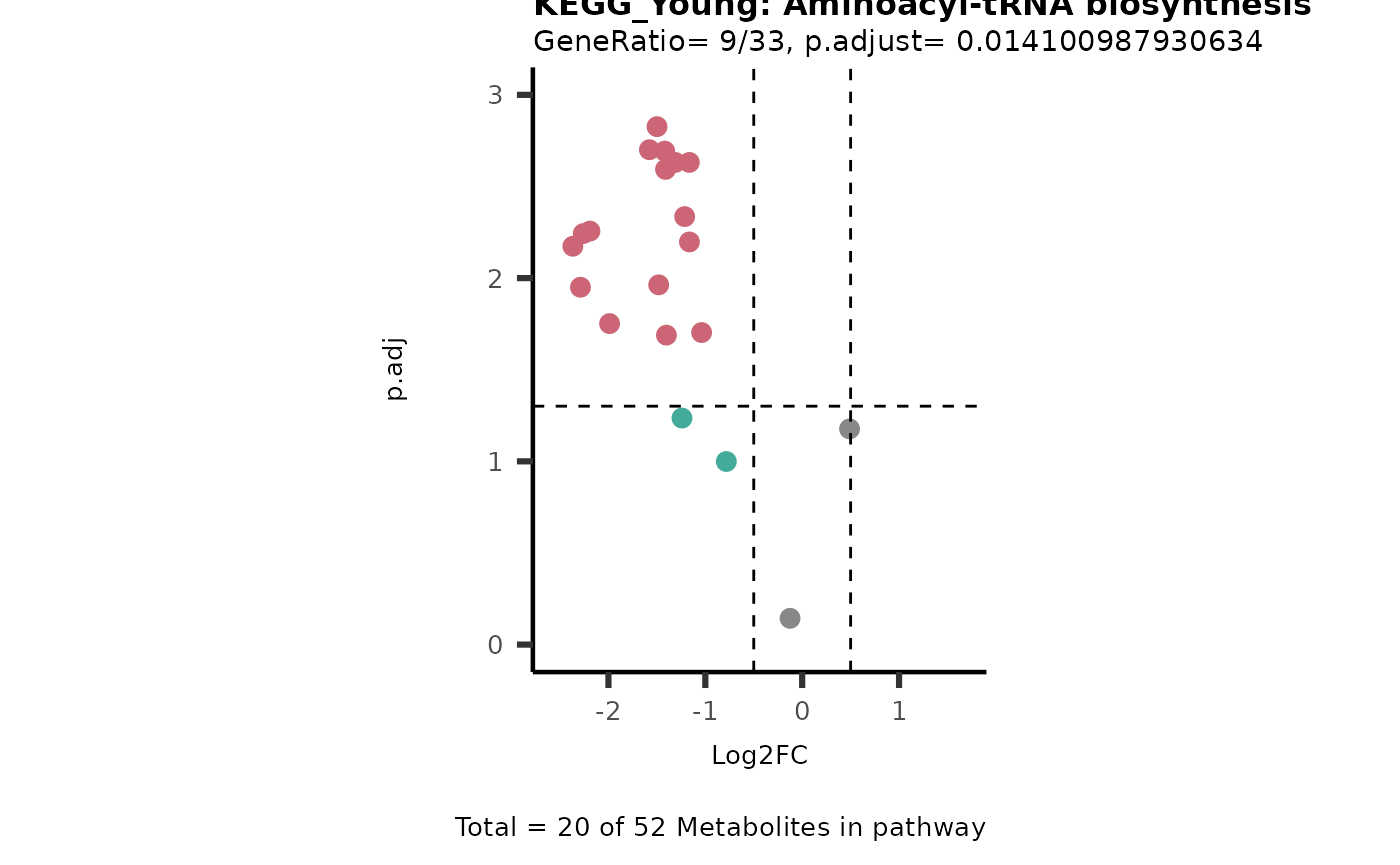 KEGG_Young: Aminoacyl-tRNA biosynthesis
GeneRatio= 9/33, p.adjust= 0.014100987930634
3
2
1
0
p.adj
-2 -1 0 1
Log2FC
Total = 20 of 52 Metabolites in pathway